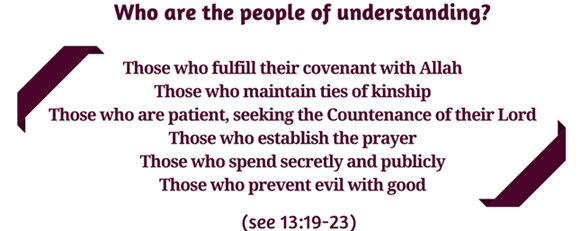 Who are the people of understanding?
Those who fulfill their covenant with Allah
Those who maintain ties of kinship
Those who are patient, seeking the Countenance of their Lord
Those who establish the prayer
Those who spend secretly and publicly
Those who prevent evil with good
(see 13:19-23)